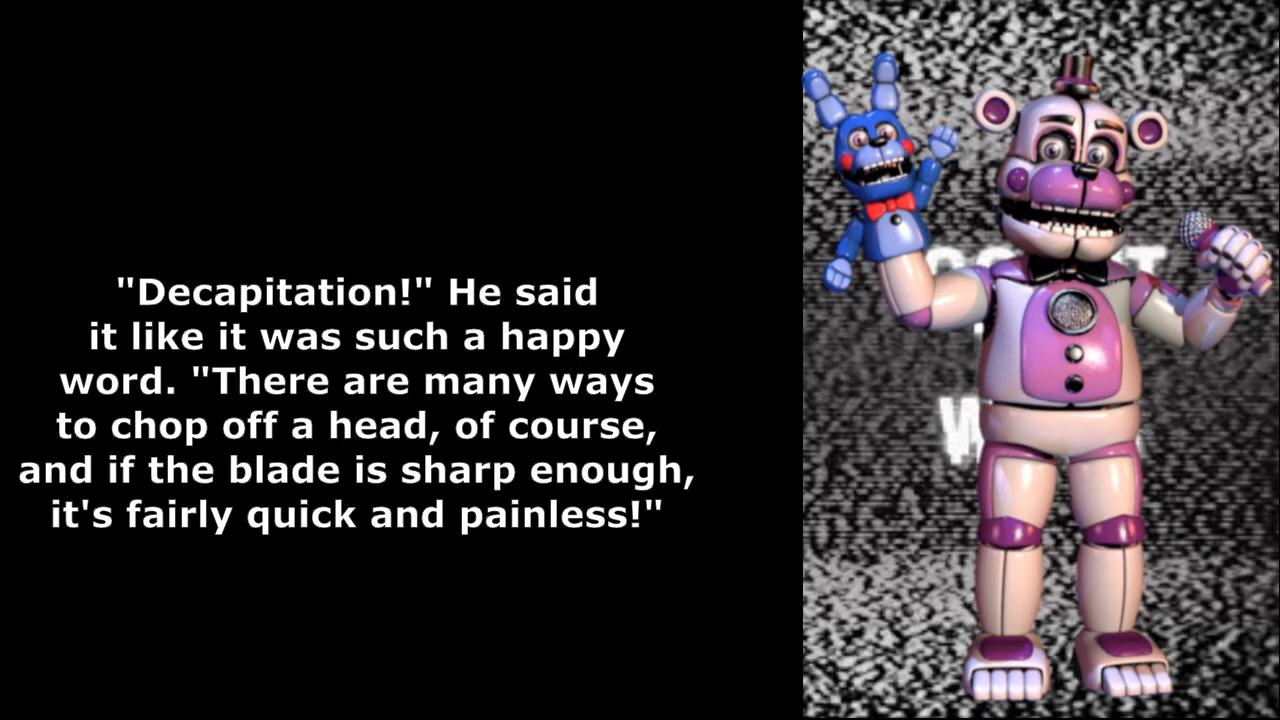 "Decapitation!" He said
it like it was such a happy
word. "There are many ways
to chop off a head, of course,
and if the blade is sharp enough,
it's fairly quick and painless!"